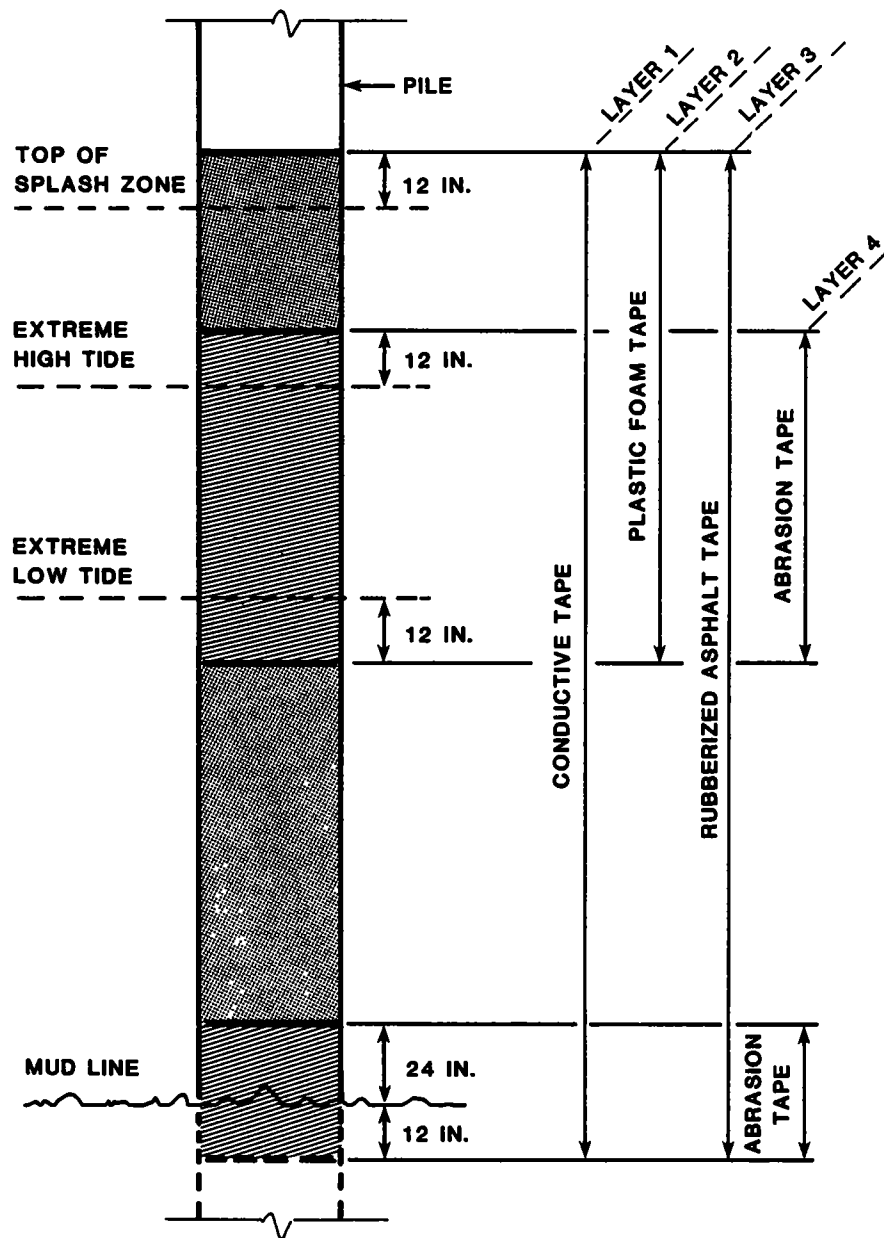 LAYER 1
LAYER 2
LAYER 3
PILE
TOP OF
SPLASH ZONE
12 IN.
LAYER 4
EXTREME
HIGH TIDE
12 IN.
PLASTIC FOAM TAPE
ABRASION TAPE
EXTREME
LOW TIDE
12 IN.
CONDUCTIVE TAPE
RUBBERIZED ASPHALT TAPE
MUD LINE
24 IN.
12 IN.
ABRASION
TAPE